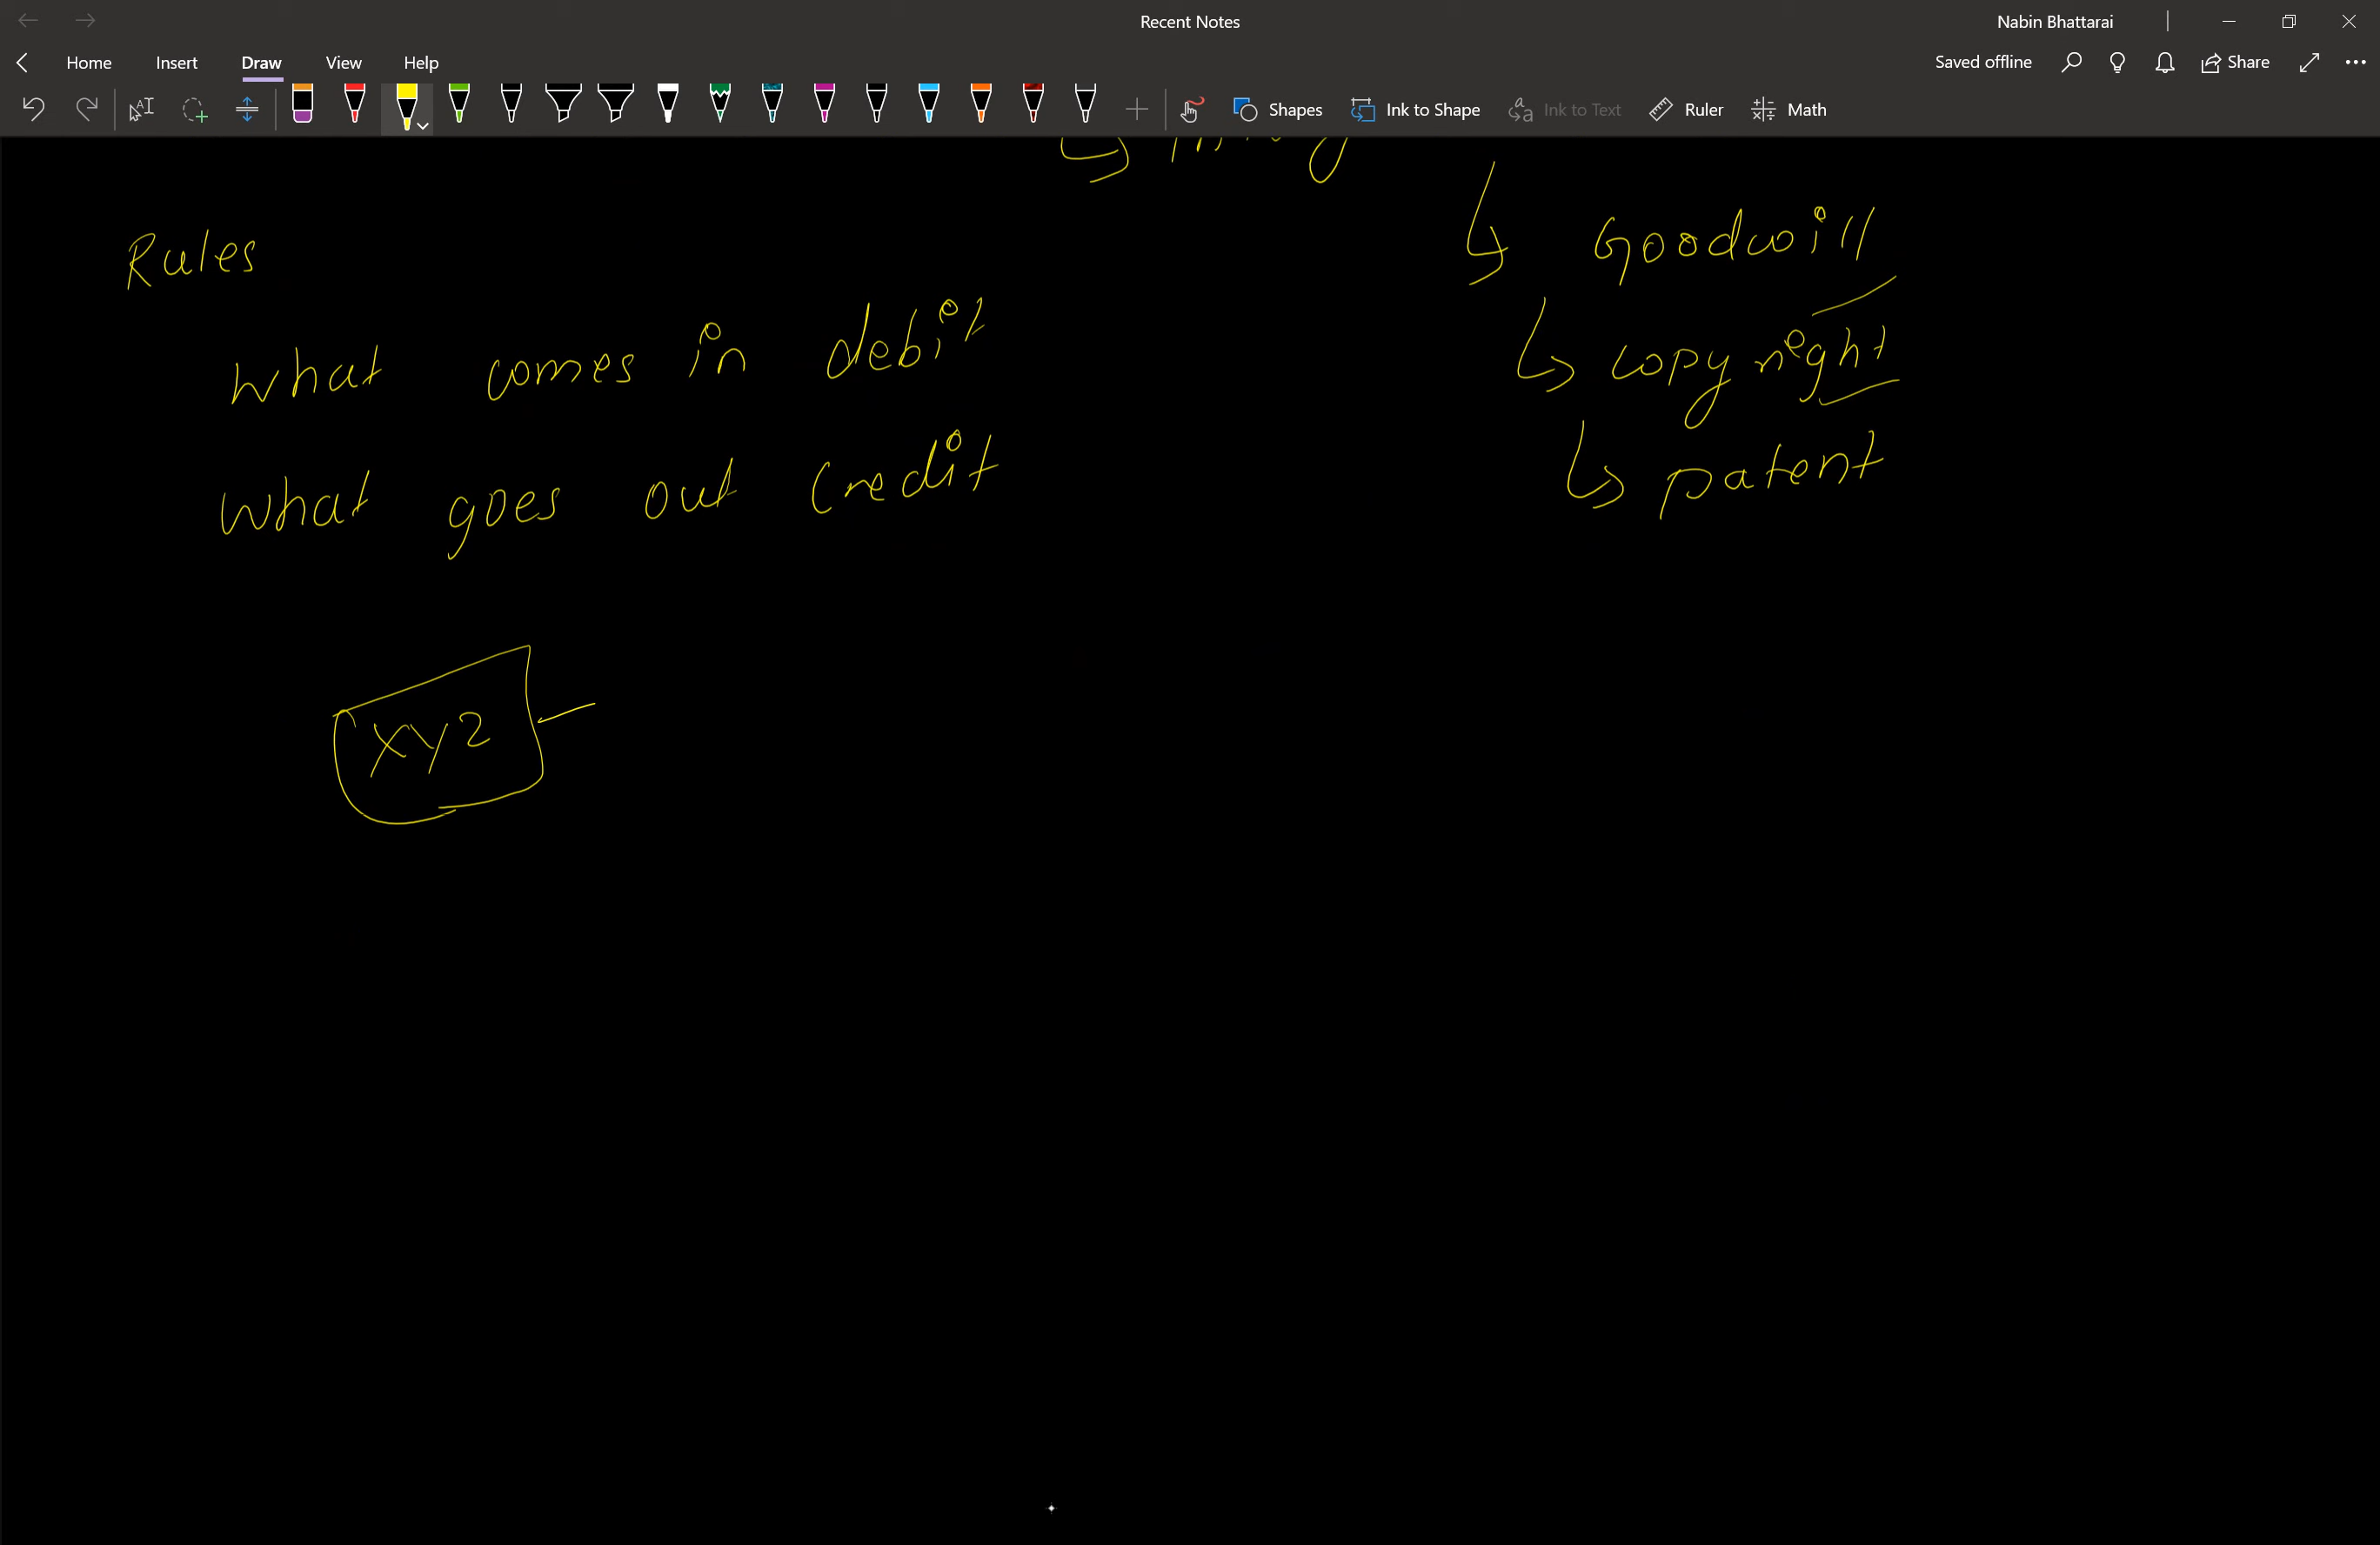 Recent Notes
Nabin Bhattarai
Home Insert Draw View Help
Saved offline
Share
Shapes Ink to Shape Ink to Text Ruler Math
Rules
What comes in debit
What goes out credit
Goodwill
copyright
patent
XYZ